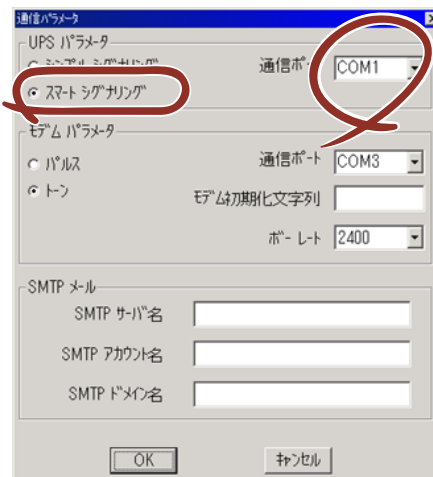 通信パラメータ
UPS パラメータ
シンプル シグナリング 通信ポー COM1
スマート シグナリング
モデム パラメータ
パルス 通信ポート COM3
トーン モデム初期化文字列
ボー レート 2400
SMTP メール
SMTP サーバ名
SMTP アカウント名
SMTP ドメイン名
OK キャンセル